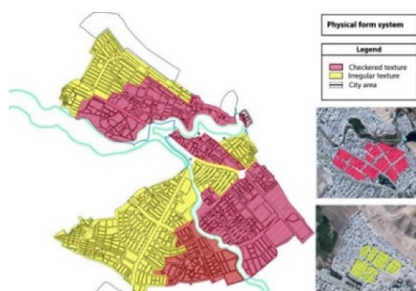 Physical form system
Legend
Checkered texture
Irregular texture
City area